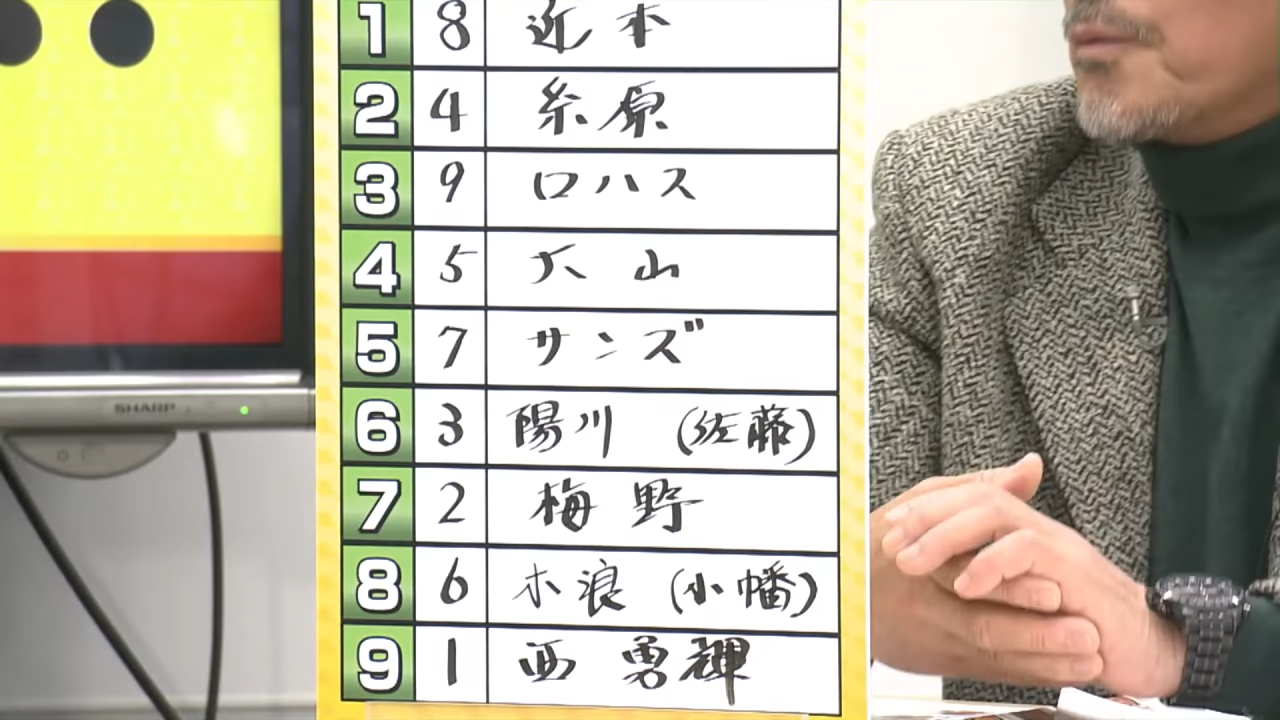 1 8 近本
2 4 糸原
3 9 ロハス
4 5 大山
5 7 サンズ
6 3 陽川 (佐藤)
7 2 梅野
8 6 木浪 (小幡)
9 1 西 勇輝
SHARP